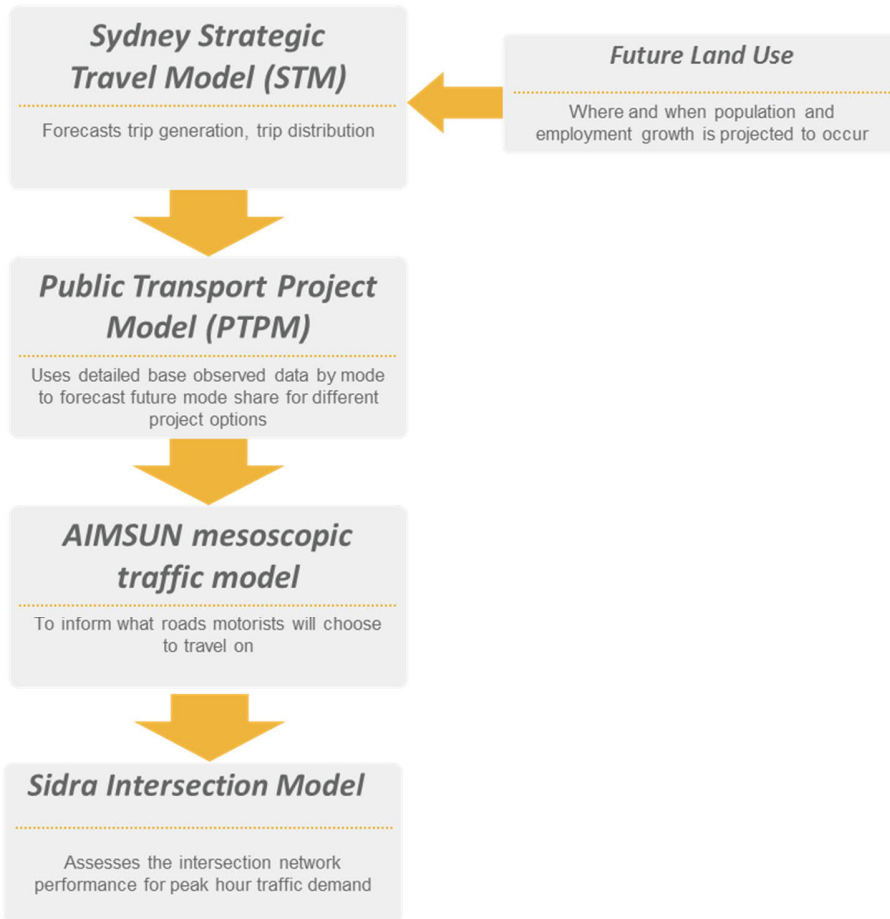 Sydney Strategic
Travel Model (STM)
Forecasts trip generation, trip distribution
Future Land Use
Where and when population and
employment growth is projected to occur
Public Transport Project
Model (PTPM)
Uses detailed base observed data by mode
to forecast future mode share for different
project options
AIMSUN mesoscopic
traffic model
To inform what roads motorists will choose
to travel on
Sidra Intersection Model
Assesses the intersection network
performance for peak hour traffic demand